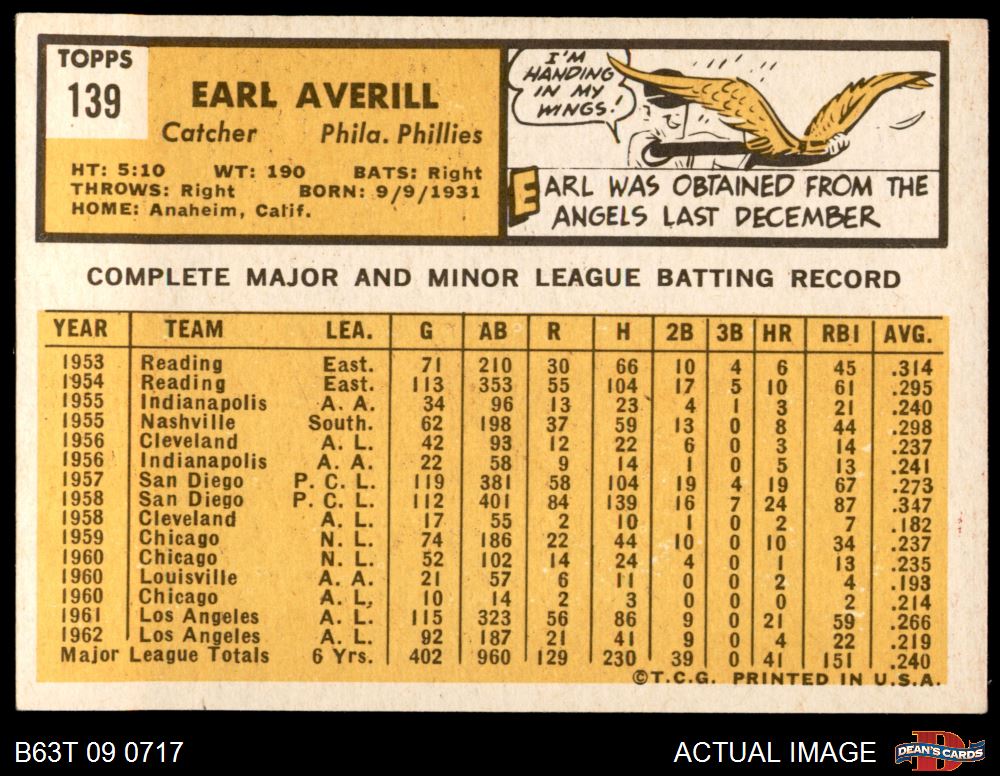 TOPPS
139
EARL AVERILL
Catcher Phila. Phillies
HT: 5:10 WT: 190 BATS: Right
THROWS: Right BORN: 9/9/1931
HOME: Anaheim, Calif.
I'M
HANDING
IN MY
WINGS!
EARL WAS OBTAINED FROM THE
ANGELS LAST DECEMBER
COMPLETE MAJOR AND MINOR LEAGUE BATTING RECORD
YEAR TEAM LEA. G AB R H 2B 3B HR RBI AVG.
1953 Reading East. 71 210 30 66 10 4 6 45 .314
1954 Reading East. 113 353 55 104 17 5 10 61 .295
1955 Indianapolis A. A. 34 96 13 23 4 1 3 21 .240
1955 Nashville South. 62 198 37 59 13 0 8 44 .298
1956 Cleveland A. L. 42 93 12 22 6 0 3 14 .237
1956 Indianapolis A. A. 22 58 9 14 1 0 5 13 .241
1957 San Diego P. C. L. 119 381 58 104 19 4 19 67 .273
1958 San Diego P. C. L. 112 401 84 139 16 7 24 87 .347
1958 Cleveland A. L. 17 55 2 10 1 0 2 7 .182
1959 Chicago N. L. 74 186 22 44 10 0 10 34 .237
1960 Chicago N. L. 52 102 14 24 4 0 1 13 .235
1960 Louisville A. A. 21 57 6 11 0 0 2 4 .193
1960 Chicago A. L, 10 14 2 3 0 0 0 2 .214
1961 Los Angeles A. L. 115 323 56 86 9 0 21 59 .266
1962 Los Angeles A. L. 92 187 21 41 9 0 4 22 .219
Major League Totals 6 Yrs. 402 960 129 230 39 0 41 151 .240
©T.C.G. PRINTED IN U.S.A.
B63T 09 0717 ACTUAL IMAGE DEAN'S CARDS